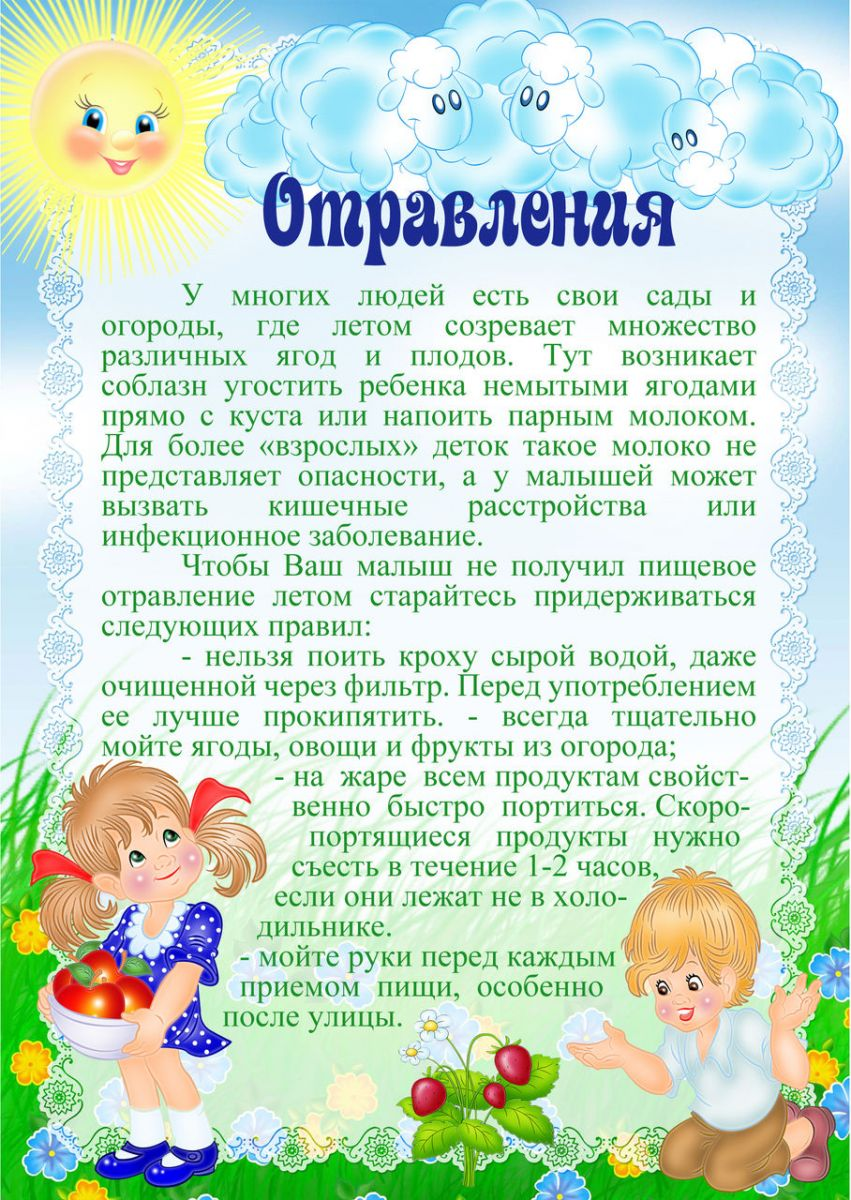 Отравления
У многих людей есть свои сады и
огороды, где летом созревает множество
различных ягод и плодов. Тут возникает
соблазн угостить ребенка немытыми ягодами
прямо с куста или напоить парным молоком.
Для более «взрослых» деток такое молоко не
представляет опасности, а у малышей может
вызвать кишечные расстройства или
инфекционное заболевание.
Чтобы Ваш малыш не получил пищевое
отравление летом старайтесь придерживаться
следующих правил:
- нельзя поить кроху сырой водой, даже
очищенной через фильтр. Перед употреблением
ее лучше прокипятить. - всегда тщательно
мойте ягоды, овощи и фрукты из огорода;
- на жаре всем продуктам свойст-
венно быстро портиться. Скоро-
портящиеся продукты нужно
съесть в течение 1-2 часов,
если они лежат не в холо-
дильнике.
- мойте руки перед каждым
приемом пищи, особенно
после улицы.